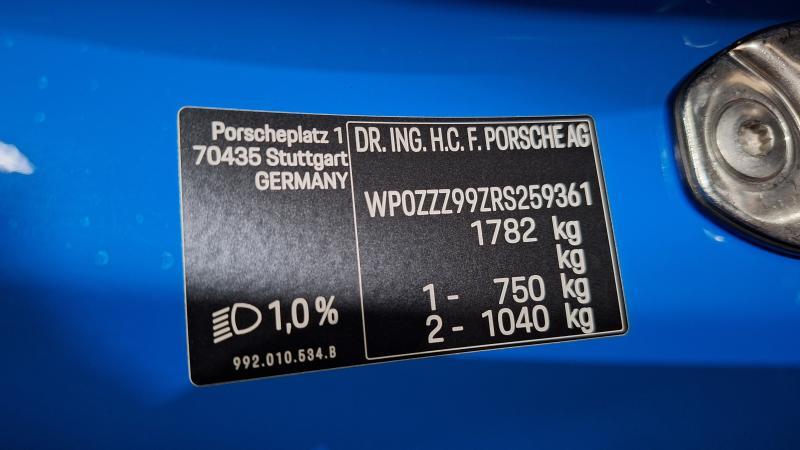 Porscheplatz 1
70435 Stuttgart
GERMANY
1,0 %
992.010.534.B
DR. ING. H.C. F. PORSCHE AG
WP0ZZZ99ZRS259361
1782 kg
kg
1 - 750 kg
2 - 1040 kg